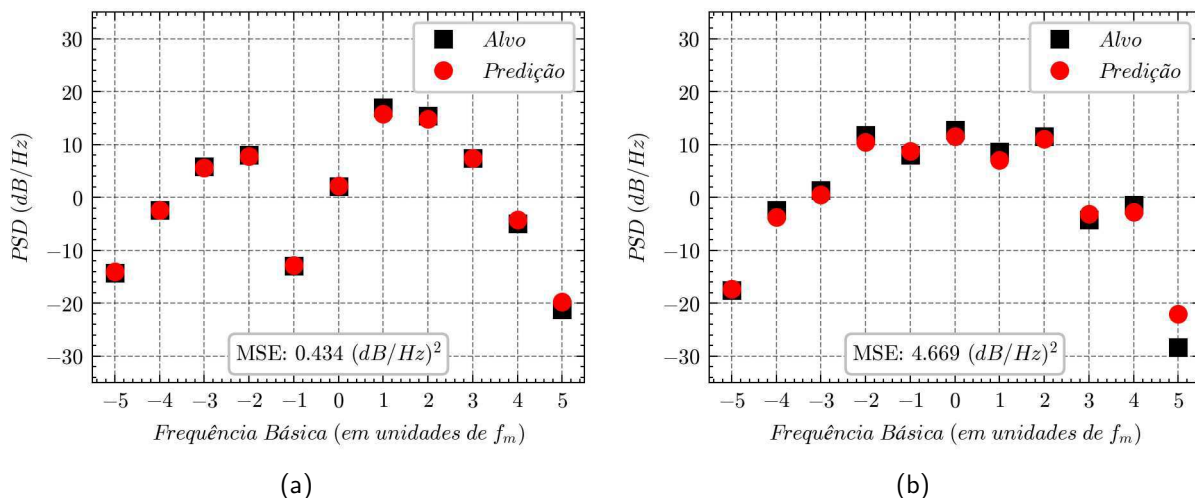 30
20
10
0
−10
−20
−30
PSD (dB/Hz)
Alvo
Predição
MSE: 0.434 (dB/Hz)²
−5 −4 −3 −2 −1 0 1 2 3 4 5
Frequência Básica (em unidades de fₘ)
(a)
30
20
10
0
−10
−20
−30
PSD (dB/Hz)
Alvo
Predição
MSE: 4.669 (dB/Hz)²
−5 −4 −3 −2 −1 0 1 2 3 4 5
Frequência Básica (em unidades de fₘ)
(b)